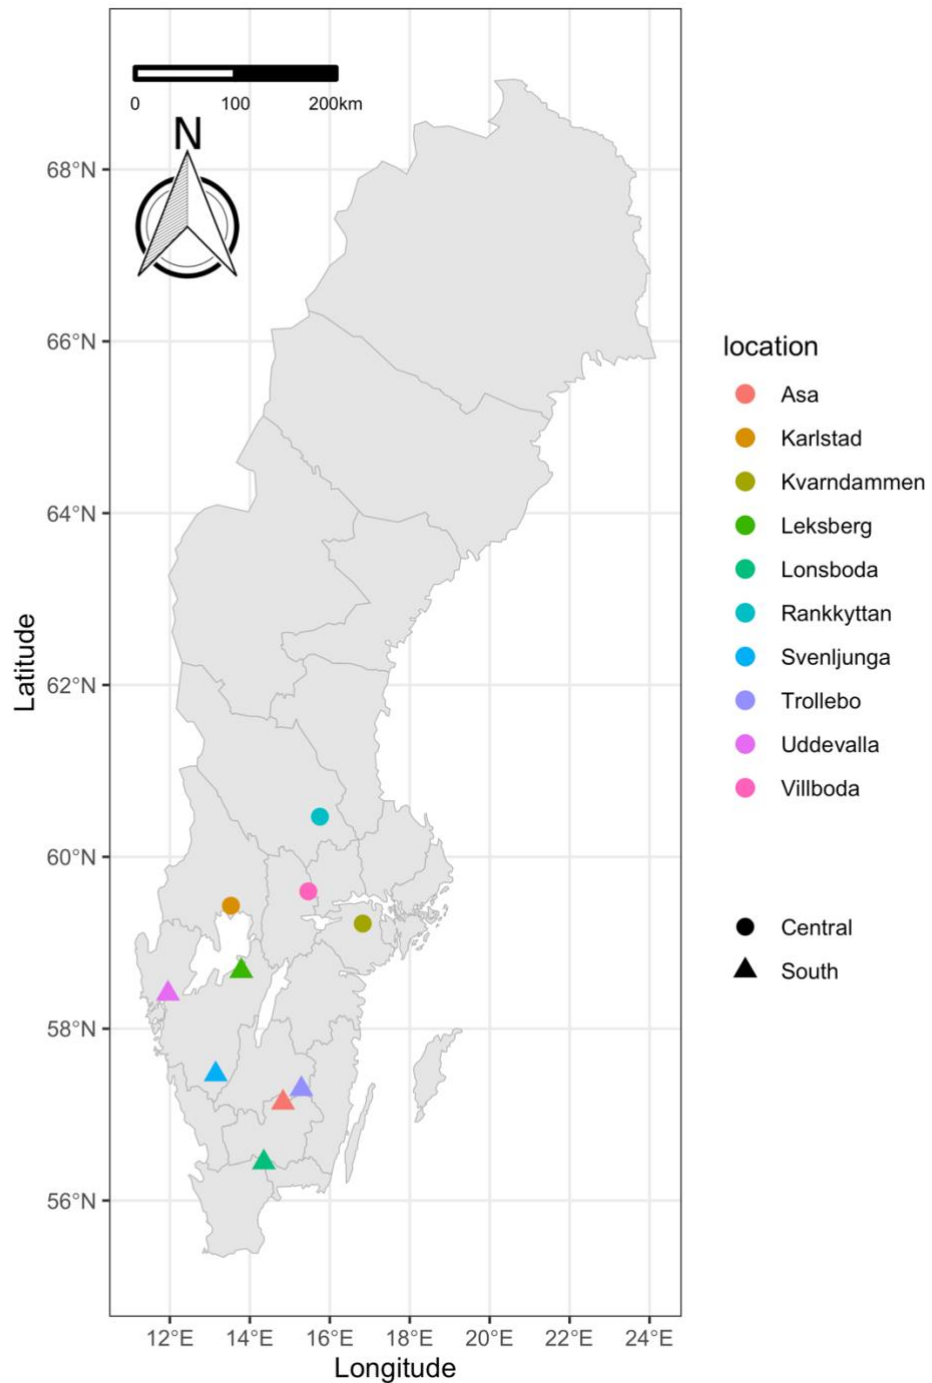 0 100 200km
N
68°N
66°N
64°N
62°N
60°N
58°N
56°N
Latitude
12°E 14°E 16°E 18°E 20°E 22°E 24°E
Longitude
location
Asa
Karlstad
Kvarndammen
Leksberg
Lonsboda
Rankkyttan
Svenljunga
Trollebo
Uddevalla
Villboda
Central
South